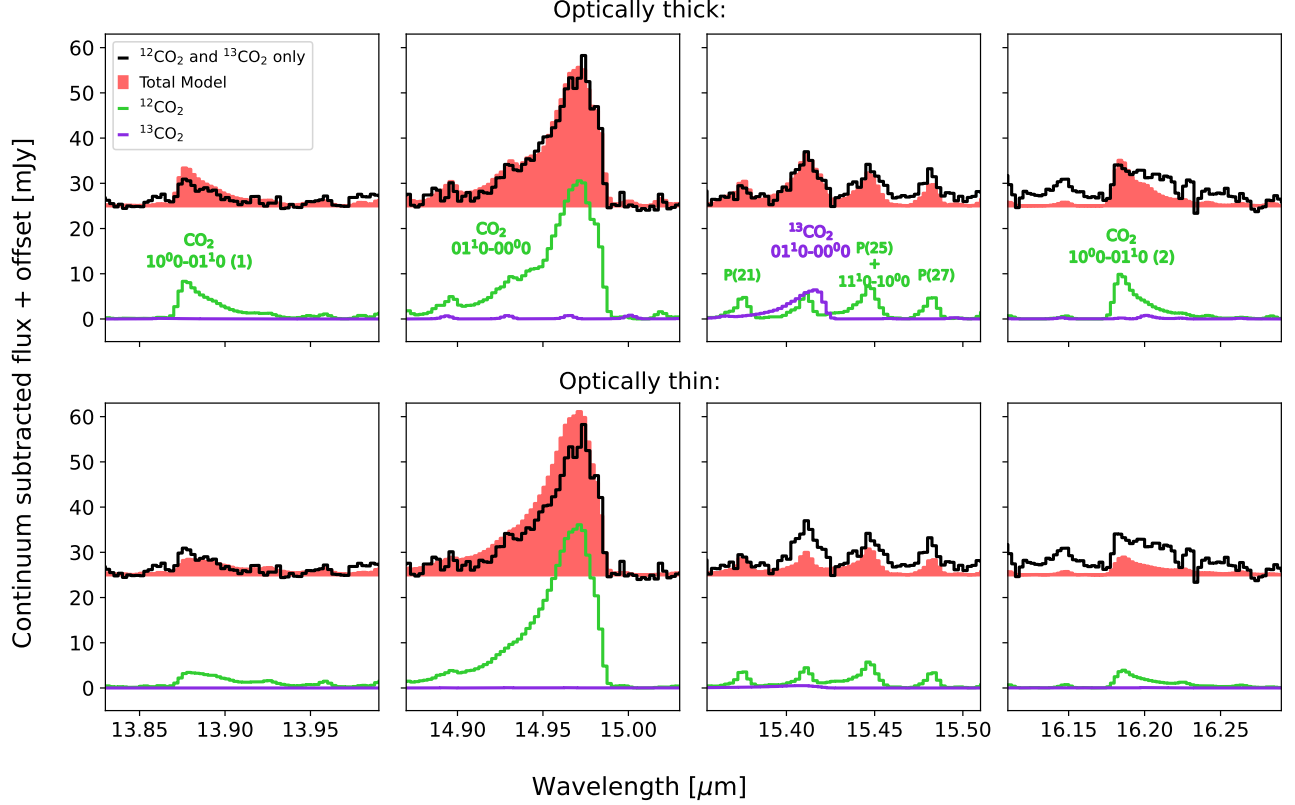 Optically thick:
Continuum subtracted flux + offset [mJy]
60
50
40
30
20
10
0
¹²CO₂ and ¹³CO₂ only
Total Model
¹²CO₂
¹³CO₂
CO₂
10⁰0-01¹0 (1)
CO₂
01¹0-00⁰0
¹³CO₂
01¹0-00⁰0
P(21)
P(25)
+
11¹0-10⁰0
P(27)
CO₂
10⁰0-01¹0 (2)
Optically thin:
60
50
40
30
20
10
0
13.85 13.90 13.95
14.90 14.95 15.00
15.40 15.45 15.50
16.15 16.20 16.25
Wavelength [μm]